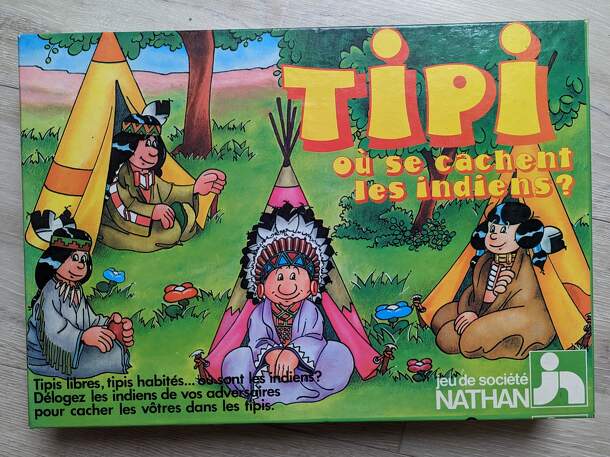 TiPi
où se cachent
les indiens?
Tipis libres, tipis habités... où sont les indiens?
Délogez les indiens de vos adversaires
pour cacher les vôtres dans les tipis.
jeu de société
NATHAN